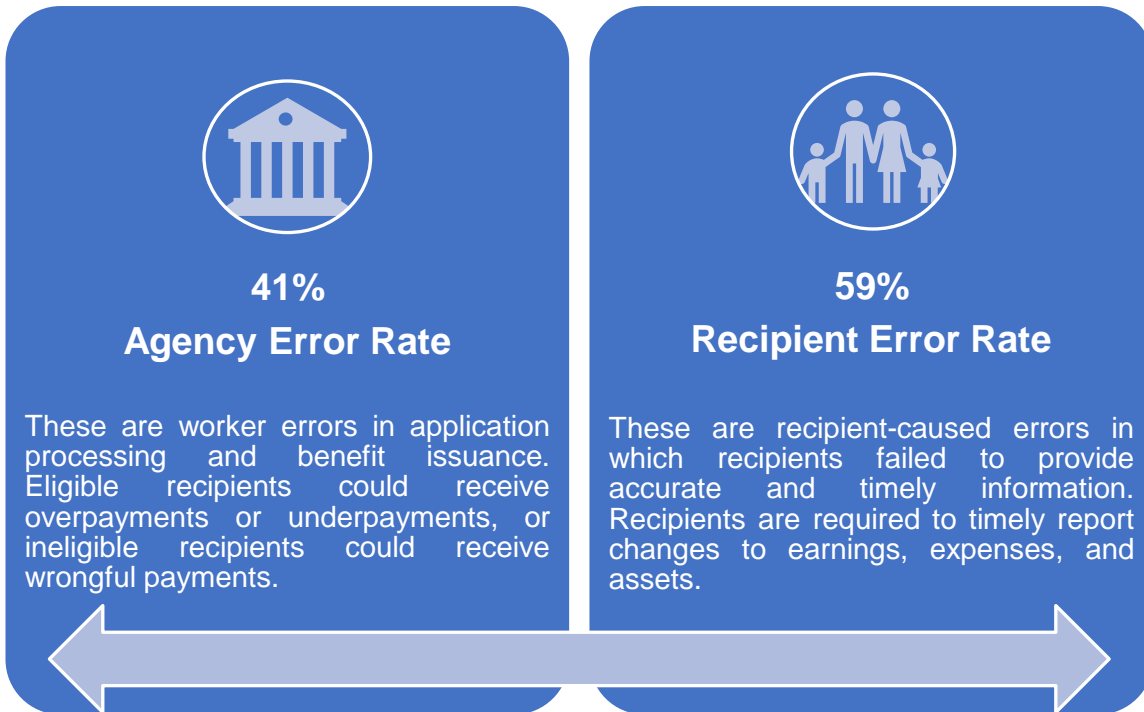 41%
Agency Error Rate
These are worker errors in application
processing and benefit issuance.
Eligible recipients could receive
overpayments or underpayments, or
ineligible recipients could receive
wrongful payments.
59%
Recipient Error Rate
These are recipient-caused errors in
which recipients failed to provide
accurate and timely information.
Recipients are required to timely report
changes to earnings, expenses, and
assets.